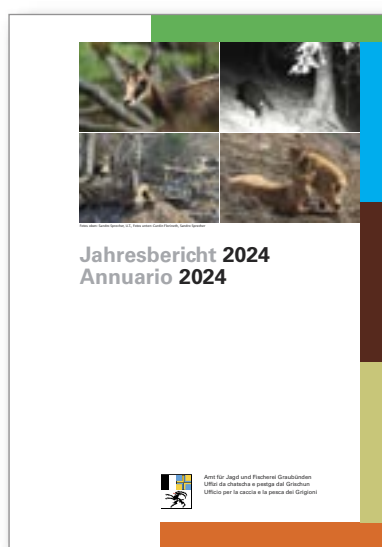 Jahresbericht 2024
Annuario 2024
Amt für Jagd und Fischerei Graubünden
Uffizi da chatscha e pestga dal Grischun
Ufficio per la caccia e la pesca dei Grigioni